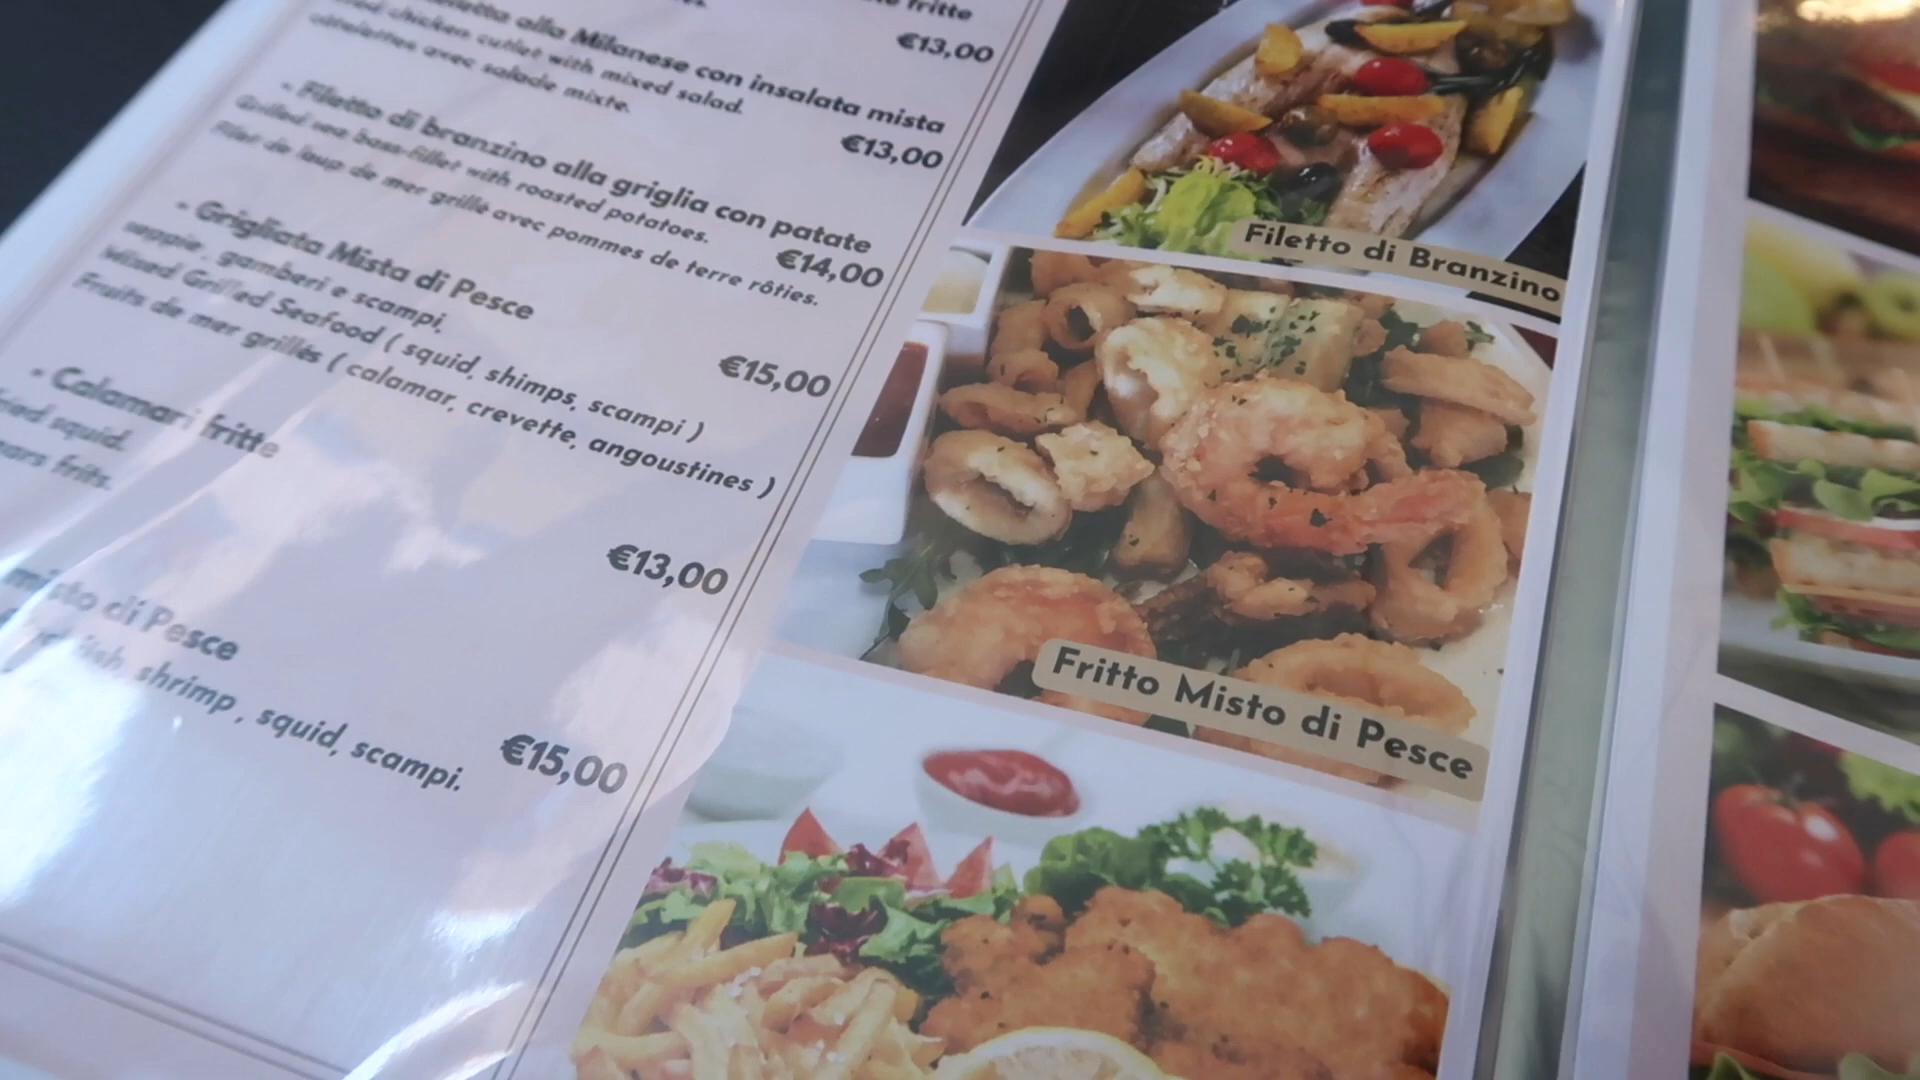 fritte
€13,00
alla Milanese con insalata mista
chicken cutlet with mixed salad.
avec salade mixte.
€13,00
• Filetto di branzino alla griglia con patate
Grilled sea bass-fillet with roasted potatoes.
Filet de loup de mer grillé avec pommes de terre rôties.
€14,00
• Grigliata Mista di Pesce
seppie, gamberi e scampi,
Mixed Grilled Seafood ( squid, shimps, scampi )
Fruits de mer grillés ( calamar, crevette, angoustines )
€15,00
• Calamari fritte
squid.
frits.
€13,00
misto di Pesce
fish, shrimp, squid, scampi.
€15,00
Filetto di Branzino
Fritto Misto di Pesce